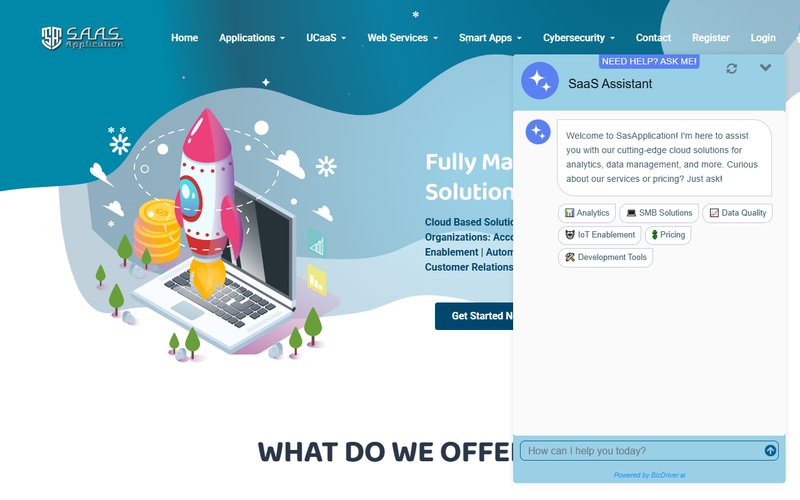 SAAS
Application
Home
Applications
UCaaS
Web Services
Smart Apps
Cybersecurity
Contact
Register
Login
NEED HELP? ASK ME!
SaaS Assistant
Welcome to SasApplication! I'm here to assist
you with our cutting-edge cloud solutions for
analytics, data management, and more. Curious
about our services or pricing? Just ask!
Analytics
SMB Solutions
Data Quality
IoT Enablement
Pricing
Development Tools
Fully Ma
Solution
Cloud Based Solutio
Organizations: Acco
Enablement | Autom
Customer Relations
Get Started N
WHAT DO WE OFFE
How can I help you today?
Powered by BizDriver.ai